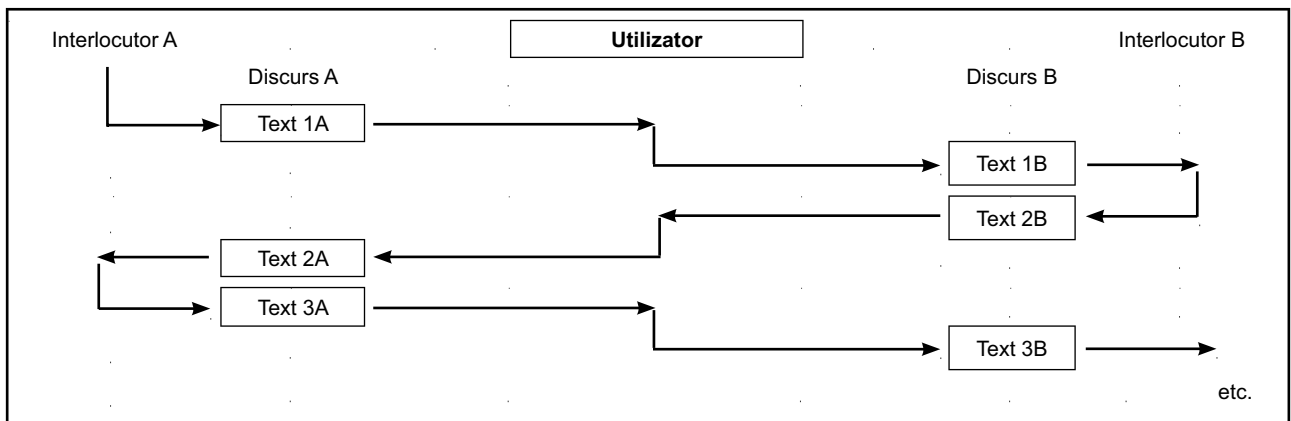 Interlocutor A
Utilizator
Interlocutor B
Discurs A
Discurs B
Text 1A
Text 1B
Text 2B
Text 2A
Text 3A
Text 3B
etc.